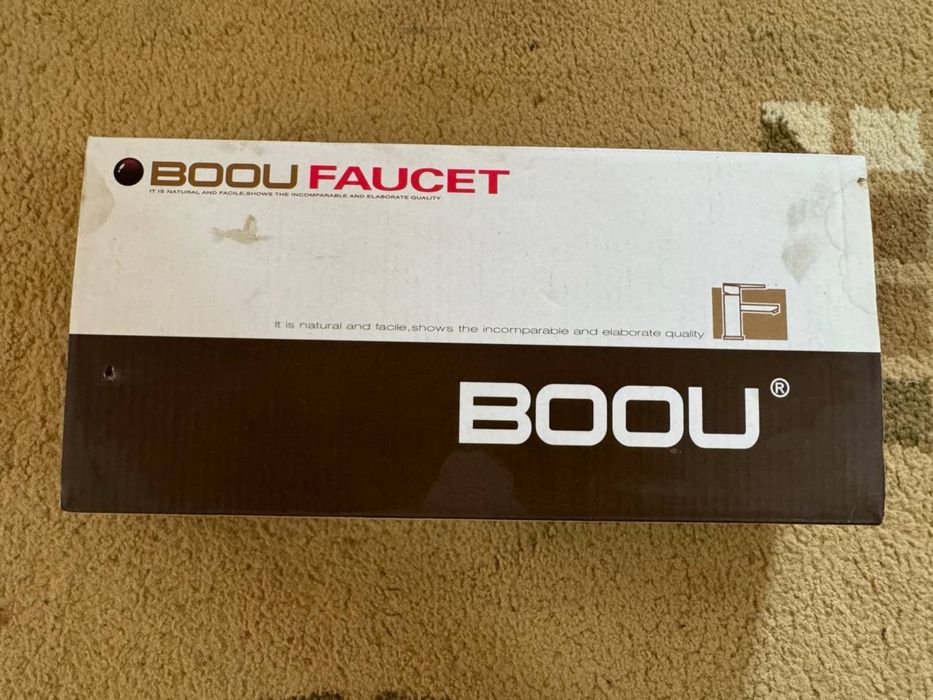 BOOU FAUCET
IT IS NATURAL AND FACILE,SHOWS THE INCOMPARABLE AND ELABORATE QUALITY
It is natural and facile,shows the incomparable and elaborate quality
BOOU®